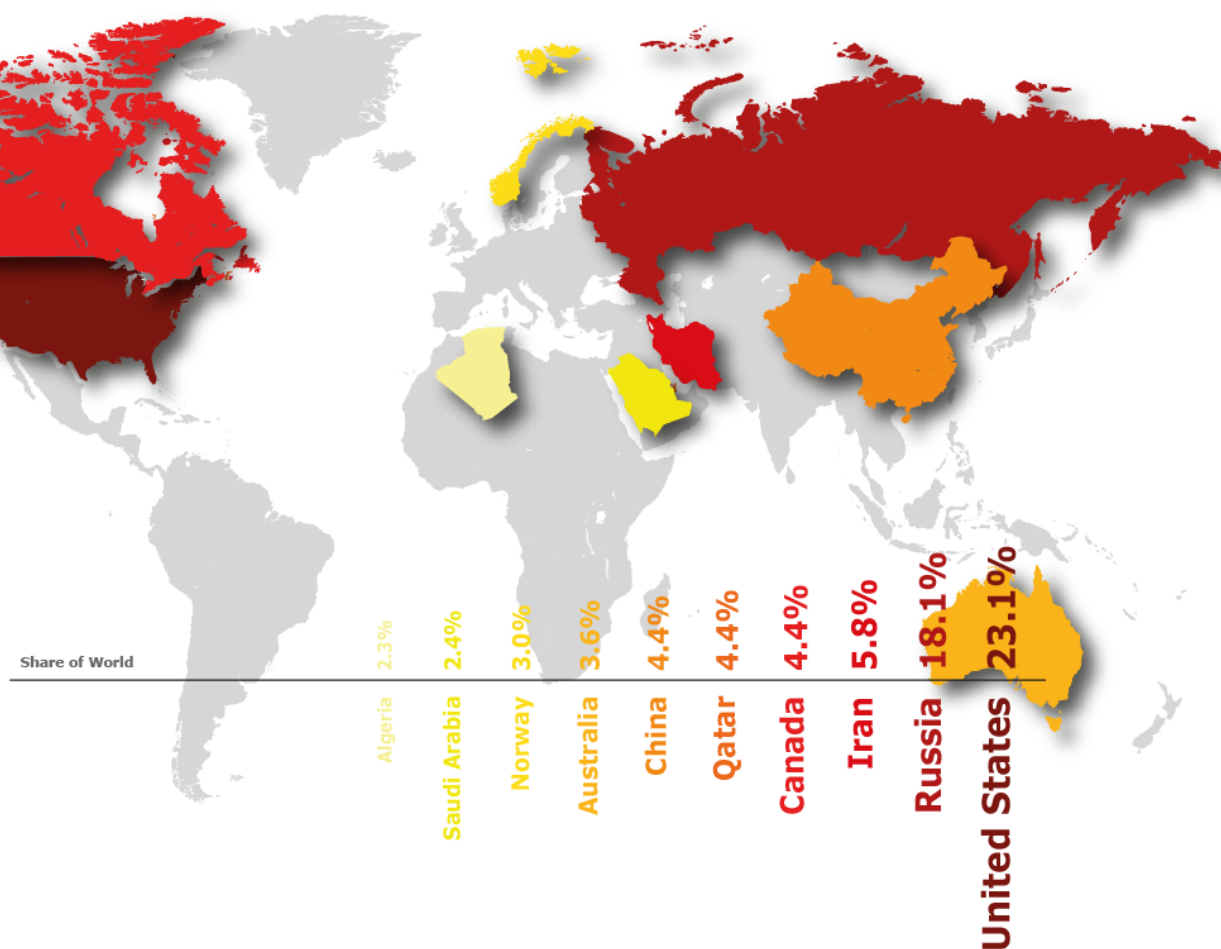 Share of World
2.3%
2.4%
3.0%
3.6%
4.4%
4.4%
4.4%
5.8%
18.1%
23.1%
Algeria
Saudi Arabia
Norway
Australia
China
Qatar
Canada
Iran
Russia
United States